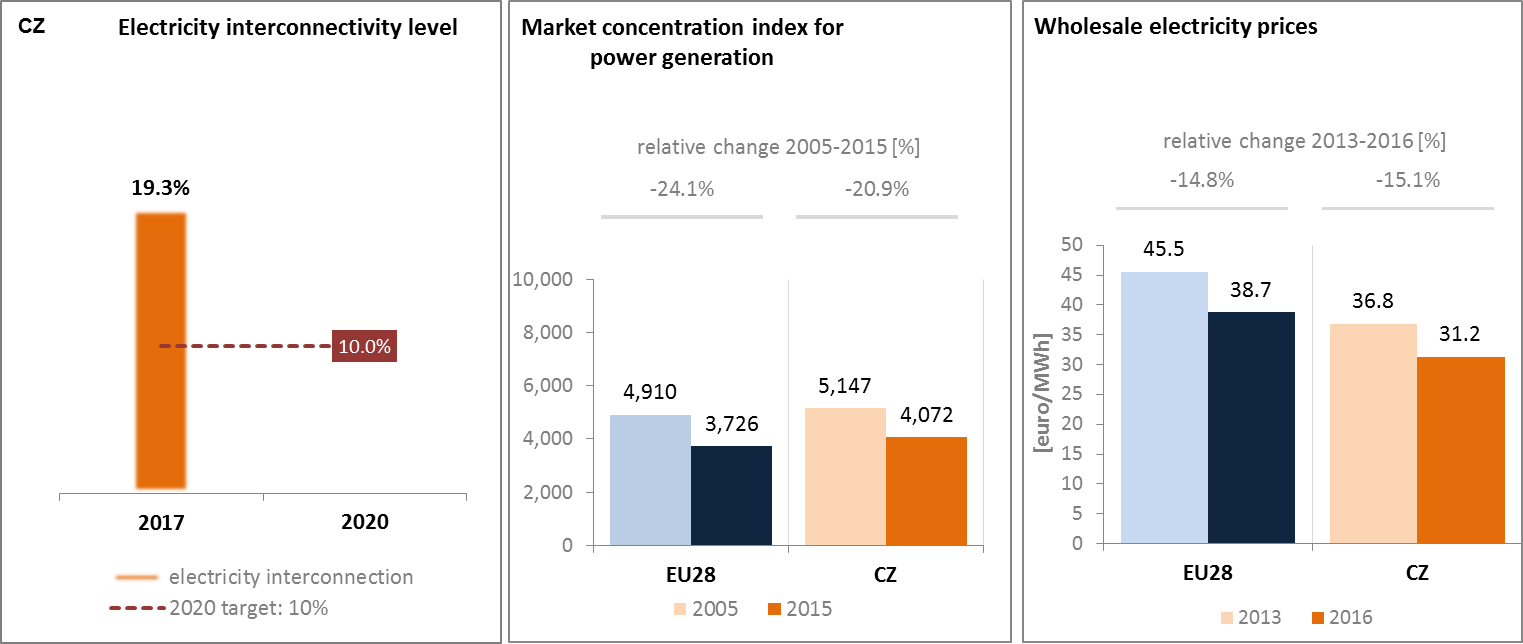 CZ
Electricity interconnectivity level
19.3%
10.0%
2017
2020
electricity interconnection
2020 target: 10%
Market concentration index for
power generation
relative change 2005-2015 [%]
-24.1%
-20.9%
10,000
8,000
6,000
4,000
2,000
0
4,910
3,726
5,147
4,072
EU28
CZ
2005
2015
Wholesale electricity prices
relative change 2013-2016 [%]
-14.8%
-15.1%
[euro/MWh]
50
45
40
35
30
25
20
15
10
5
0
45.5
38.7
36.8
31.2
EU28
CZ
2013
2016